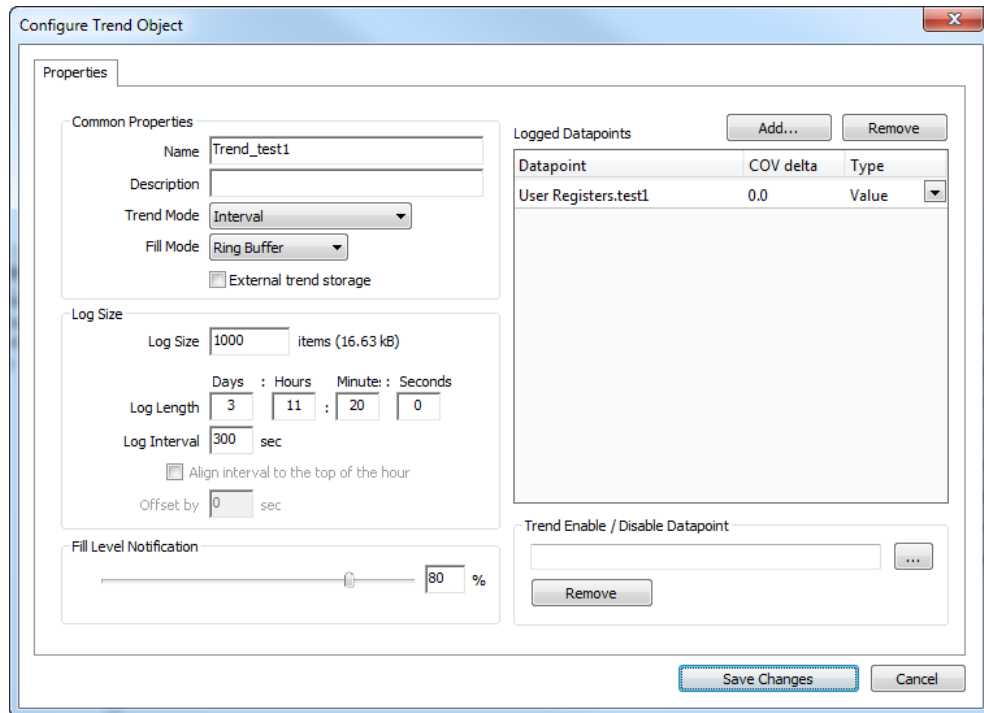 Configure Trend Object
x
Properties
Common Properties
Name Trend_test1
Description
Trend Mode Interval
Fill Mode Ring Buffer
External trend storage
Log Size
Log Size 1000 items (16.63 kB)
Days : Hours Minute: : Seconds
Log Length 3 11 : 20 0
Log Interval 300 sec
Align interval to the top of the hour
Offset by 0 sec
Fill Level Notification
80 %
Logged Datapoints Add... Remove
Datapoint COV delta Type
User Registers.test1 0.0 Value
Trend Enable / Disable Datapoint
...
Remove
Save Changes Cancel